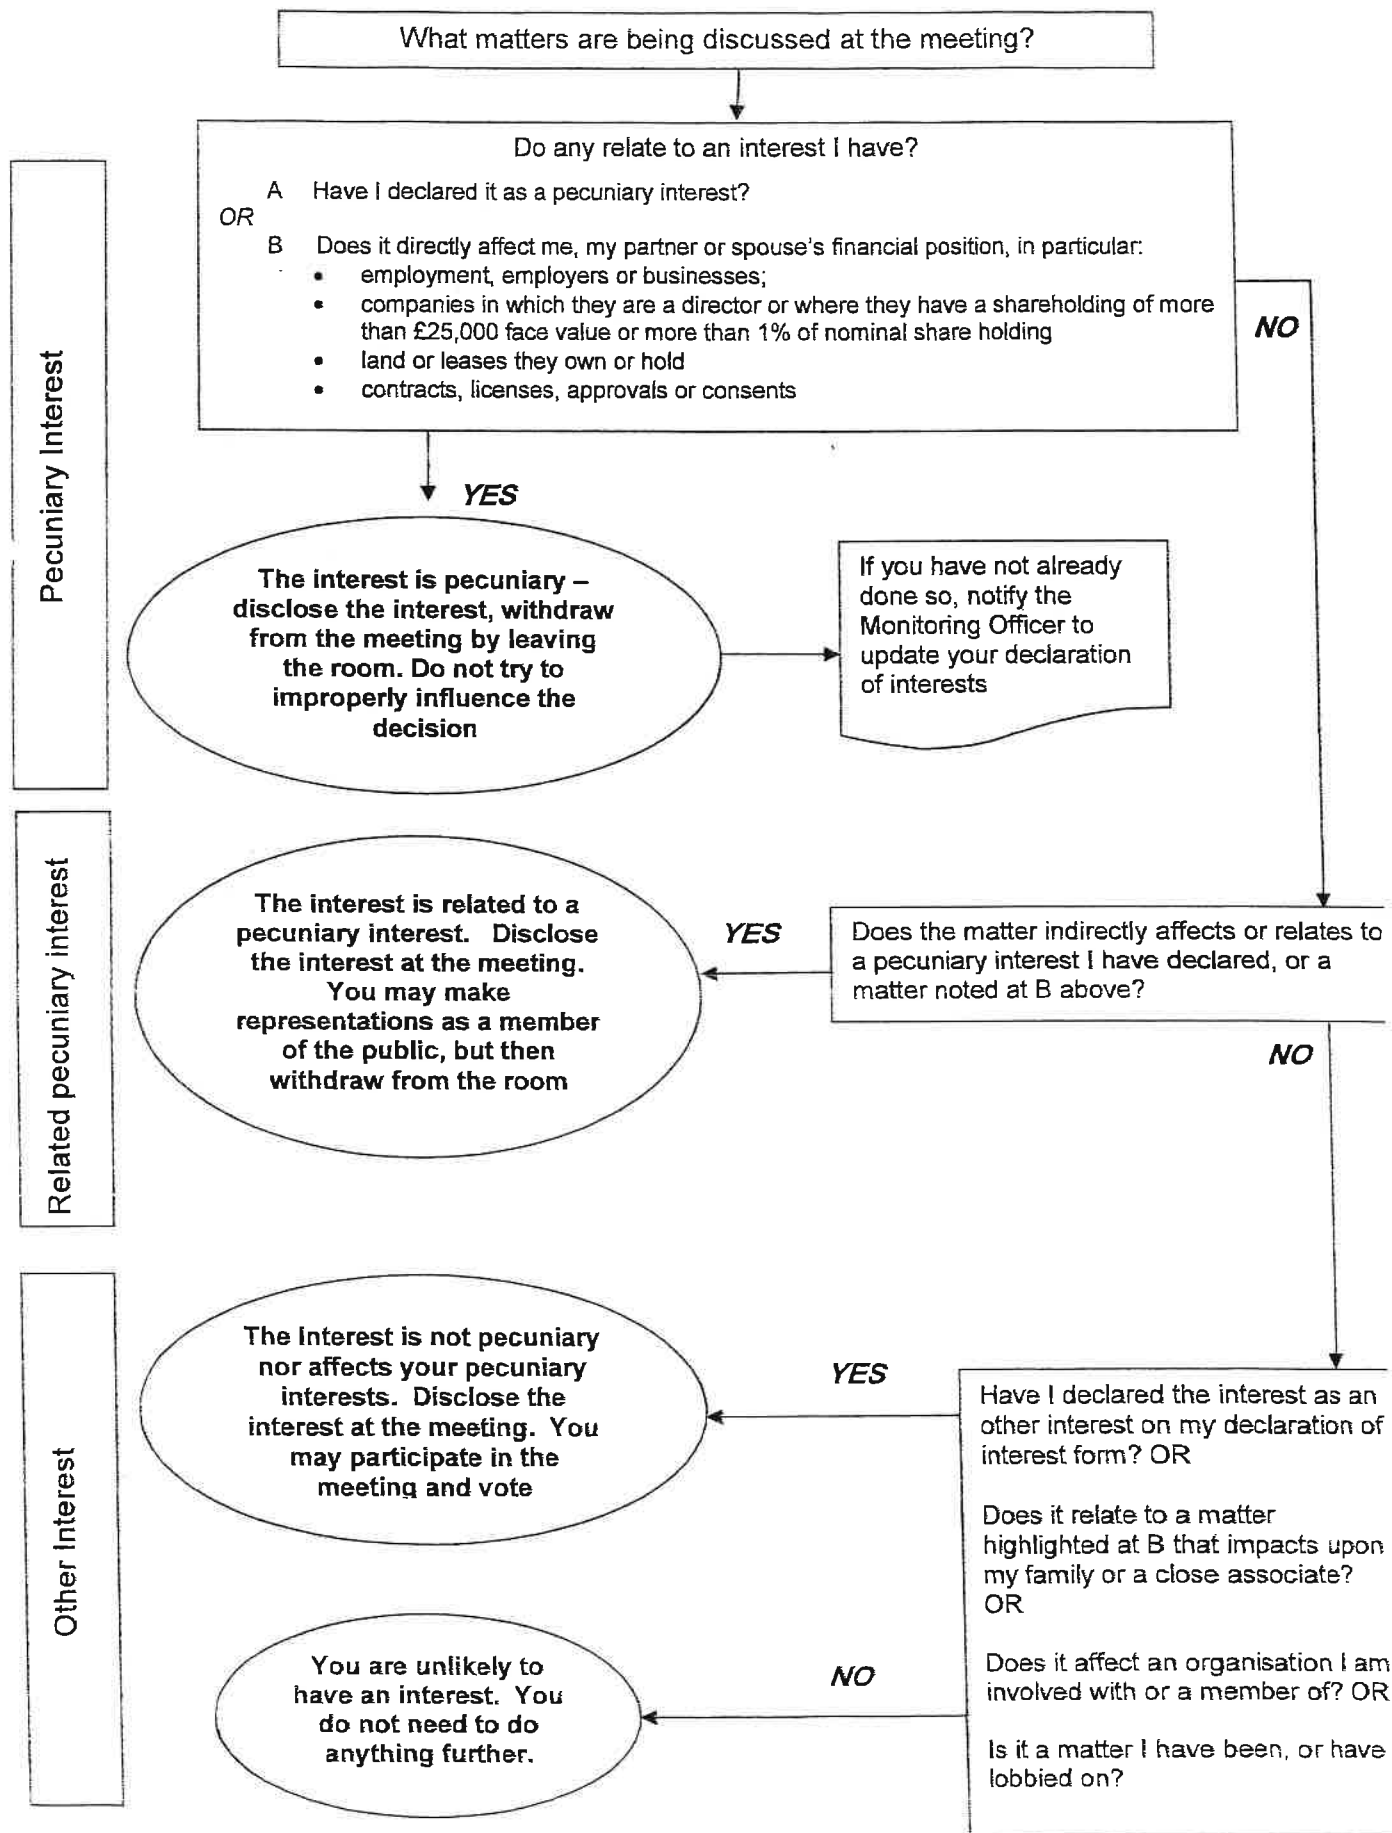 What matters are being discussed at the meeting?
Do any relate to an interest I have?
A Have I declared it as a pecuniary interest?
OR
B Does it directly affect me, my partner or spouse's financial position, in particular:
• employment, employers or businesses;
• companies in which they are a director or where they have a shareholding of more
than £25,000 face value or more than 1% of nominal share holding
• land or leases they own or hold
• contracts, licenses, approvals or consents
Pecuniary Interest
NO
YES
The interest is pecuniary –
disclose the interest, withdraw
from the meeting by leaving
the room. Do not try to
improperly influence the
decision
If you have not already
done so, notify the
Monitoring Officer to
update your declaration
of interests
Related pecuniary interest
The interest is related to a
pecuniary interest. Disclose
the interest at the meeting.
You may make
representations as a member
of the public, but then
withdraw from the room
YES
Does the matter indirectly affects or relates to
a pecuniary interest I have declared, or a
matter noted at B above?
NO
Other Interest
The Interest is not pecuniary
nor affects your pecuniary
interests. Disclose the
interest at the meeting. You
may participate in the
meeting and vote
YES
Have I declared the interest as an
other interest on my declaration of
interest form? OR
Does it relate to a matter
highlighted at B that impacts upon
my family or a close associate?
OR
Does it affect an organisation I am
involved with or a member of? OR
Is it a matter I have been, or have
lobbied on?
NO
You are unlikely to
have an interest. You
do not need to do
anything further.